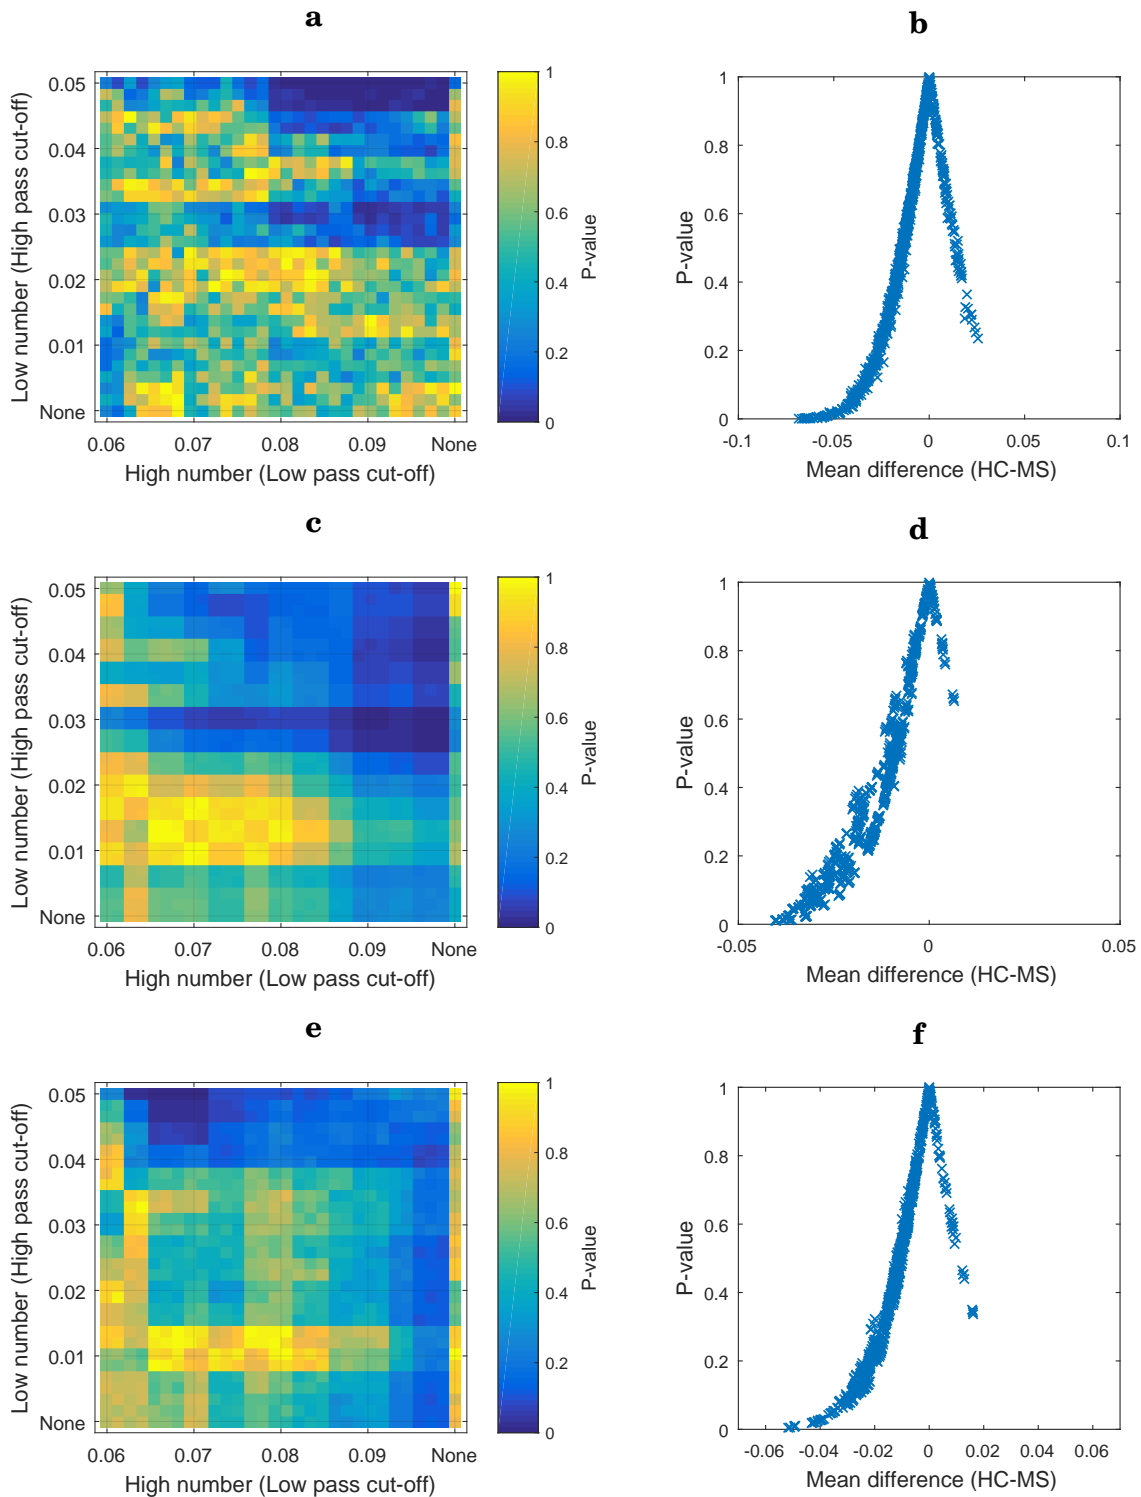 a
Low number (High pass cut-off)
0.05
0.04
0.03
0.02
0.01
None
0.06 0.07 0.08 0.09 None
High number (Low pass cut-off)
1
0.8
0.6
0.4
0.2
0
P-value
b
P-value
1
0.8
0.6
0.4
0.2
0
-0.1 -0.05 0 0.05 0.1
Mean difference (HC-MS)
c
Low number (High pass cut-off)
0.05
0.04
0.03
0.02
0.01
None
0.06 0.07 0.08 0.09 None
High number (Low pass cut-off)
1
0.8
0.6
0.4
0.2
0
P-value
d
P-value
1
0.8
0.6
0.4
0.2
0
-0.05 0 0.05
Mean difference (HC-MS)
e
Low number (High pass cut-off)
0.05
0.04
0.03
0.02
0.01
None
0.06 0.07 0.08 0.09 None
High number (Low pass cut-off)
1
0.8
0.6
0.4
0.2
0
P-value
f
P-value
1
0.8
0.6
0.4
0.2
0
-0.06 -0.04 -0.02 0 0.02 0.04 0.06
Mean difference (HC-MS)